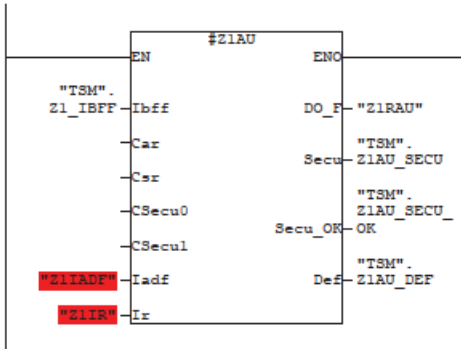 #Z1AU
EN ENO
"TSM".
Z1_IBFF Ibff DO_F "Z1RAU"
Car
"TSM".
Secu Z1AU_SECU
Csr
"TSM".
Z1AU_SECU_
CSecu0 Secu_OK OK
CSecu1
"TSM".
"Z1IADF" Iadf Def Z1AU_DEF
"Z1IR" Ir